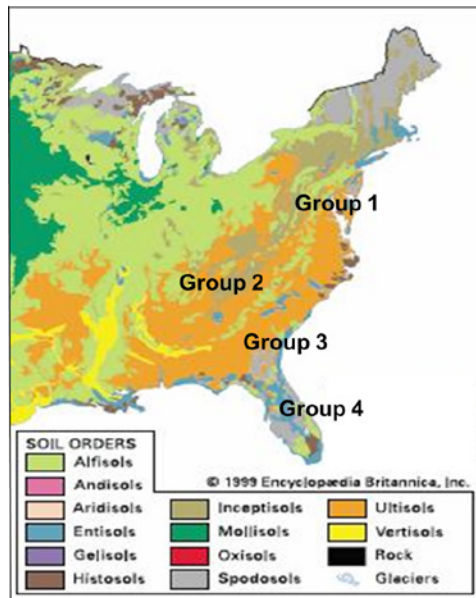 Group 1
Group 2
Group 3
Group 4
SOIL ORDERS
© 1999 Encyclopædia Britannica, Inc.
Alfisols
Andisols
Aridisols
Entisols
Gelisols
Histosols
Inceptisols
Mollisols
Oxisols
Spodosols
Ultisols
Vertisols
Rock
Glaciers